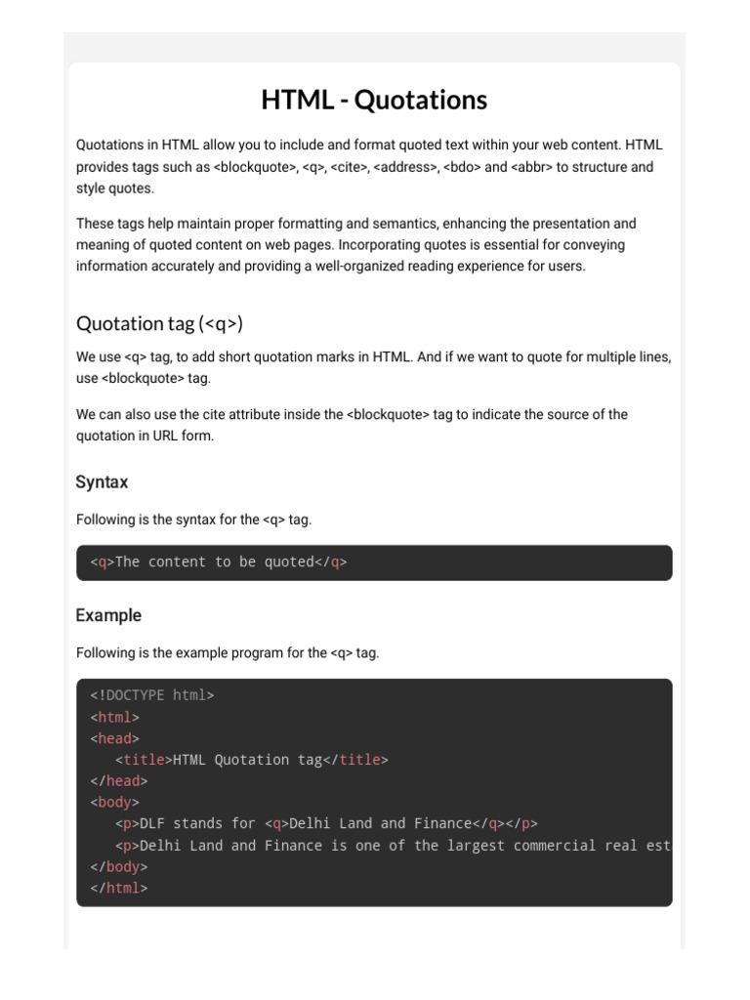 HTML - Quotations
Quotations in HTML allow you to include and format quoted text within your web content. HTML
provides tags such as <blockquote>, <q>, <cite>, <address>, <bdo> and <abbr> to structure and
style quotes.
These tags help maintain proper formatting and semantics, enhancing the presentation and
meaning of quoted content on web pages. Incorporating quotes is essential for conveying
information accurately and providing a well-organized reading experience for users.
Quotation tag (<q>)
We use <q> tag, to add short quotation marks in HTML. And if we want to quote for multiple lines,
use <blockquote> tag.
We can also use the cite attribute inside the <blockquote> tag to indicate the source of the
quotation in URL form.
Syntax
Following is the syntax for the <q> tag.
<q>The content to be quoted</q>
Example
Following is the example program for the <q> tag.
<!DOCTYPE html>
<html>
<head>
   <title>HTML Quotation tag</title>
</head>
<body>
   <p>DLF stands for <q>Delhi Land and Finance</q></p>
   <p>Delhi Land and Finance is one of the largest commercial real est
</body>
</html>